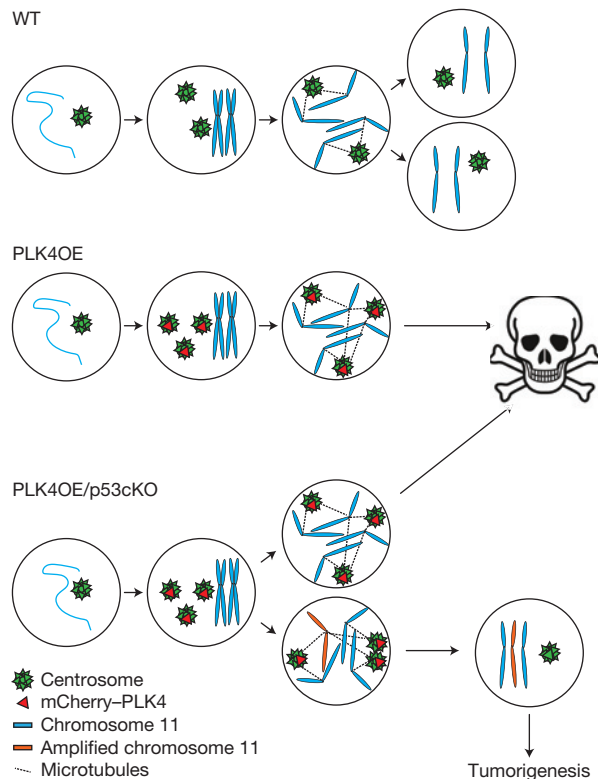 WT
PLK4OE
PLK4OE/p53cKO
Centrosome
mCherry–PLK4
Chromosome 11
Amplified chromosome 11
Microtubules
Tumorigenesis